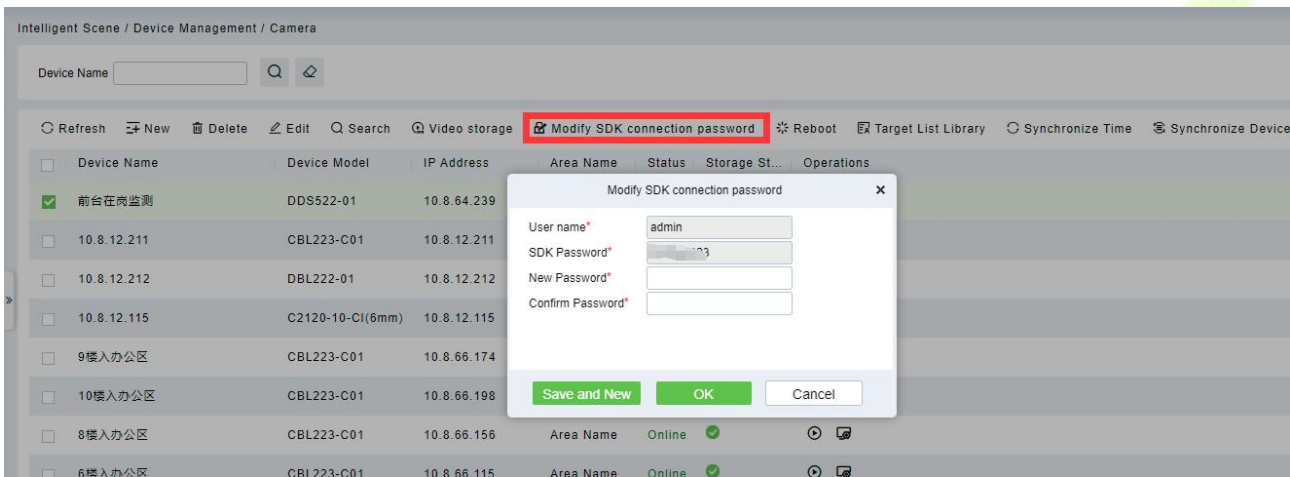 Intelligent Scene / Device Management / Camera
Device Name
Refresh New Delete Edit Search Video storage Modify SDK connection password Reboot Target List Library Synchronize Time Synchronize Device
Device Name Device Model IP Address Area Name Status Storage St... Operations
前台在岗监测 DDS522-01 10.8.64.239
10.8.12.211 CBL223-C01 10.8.12.211
10.8.12.212 DBL222-01 10.8.12.212
10.8.12.115 C2120-10-CI(6mm) 10.8.12.115
9楼入办公区 CBL223-C01 10.8.66.174
10楼入办公区 CBL223-C01 10.8.66.198
8楼入办公区 CBL223-C01 10.8.66.156 Area Name Online
6楼入办公区 CBL223-C01 10.8.66.115 Area Name Online
Modify SDK connection password ×
User name* admin
SDK Password*
New Password*
Confirm Password*
Save and New OK Cancel